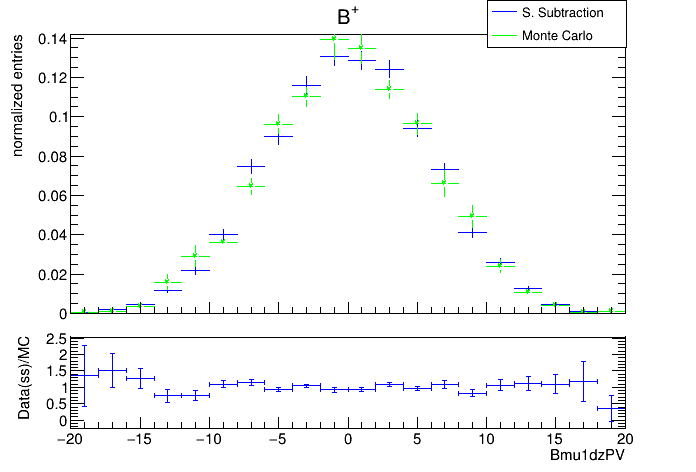 B+
S. Subtraction
Monte Carlo
normalized entries
0.14
0.12
0.1
0.08
0.06
0.04
0.02
0
Data(ss)/MC
2.5
2
1.5
1
0.5
0
−20 −15 −10 −5 0 5 10 15 20
Bmu1dzPV